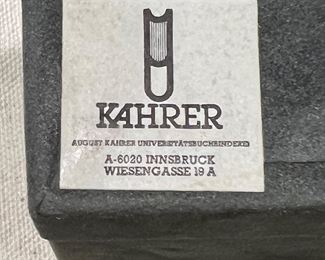 KAHRER
AUGUST KAHRER UNIVERSITÄTSBUCHBINDEREI
A-6020 INNSBRUCK
WIESENGASSE 19 A